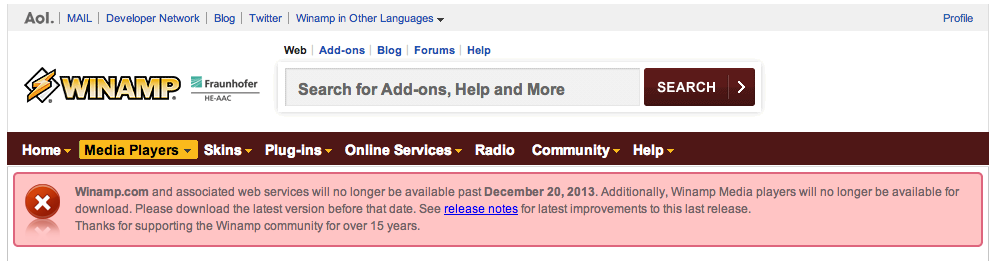 Aol. MAIL Developer Network Blog Twitter Winamp in Other Languages Profile
Web Add-ons Blog Forums Help
WINAMP Fraunhofer
HE-AAC
Search for Add-ons, Help and More SEARCH
Home Media Players Skins Plug-ins Online Services Radio Community Help
Winamp.com and associated web services will no longer be available past December 20, 2013. Additionally, Winamp Media players will no longer be available for
download. Please download the latest version before that date. See release notes for latest improvements to this last release.
Thanks for supporting the Winamp community for over 15 years.